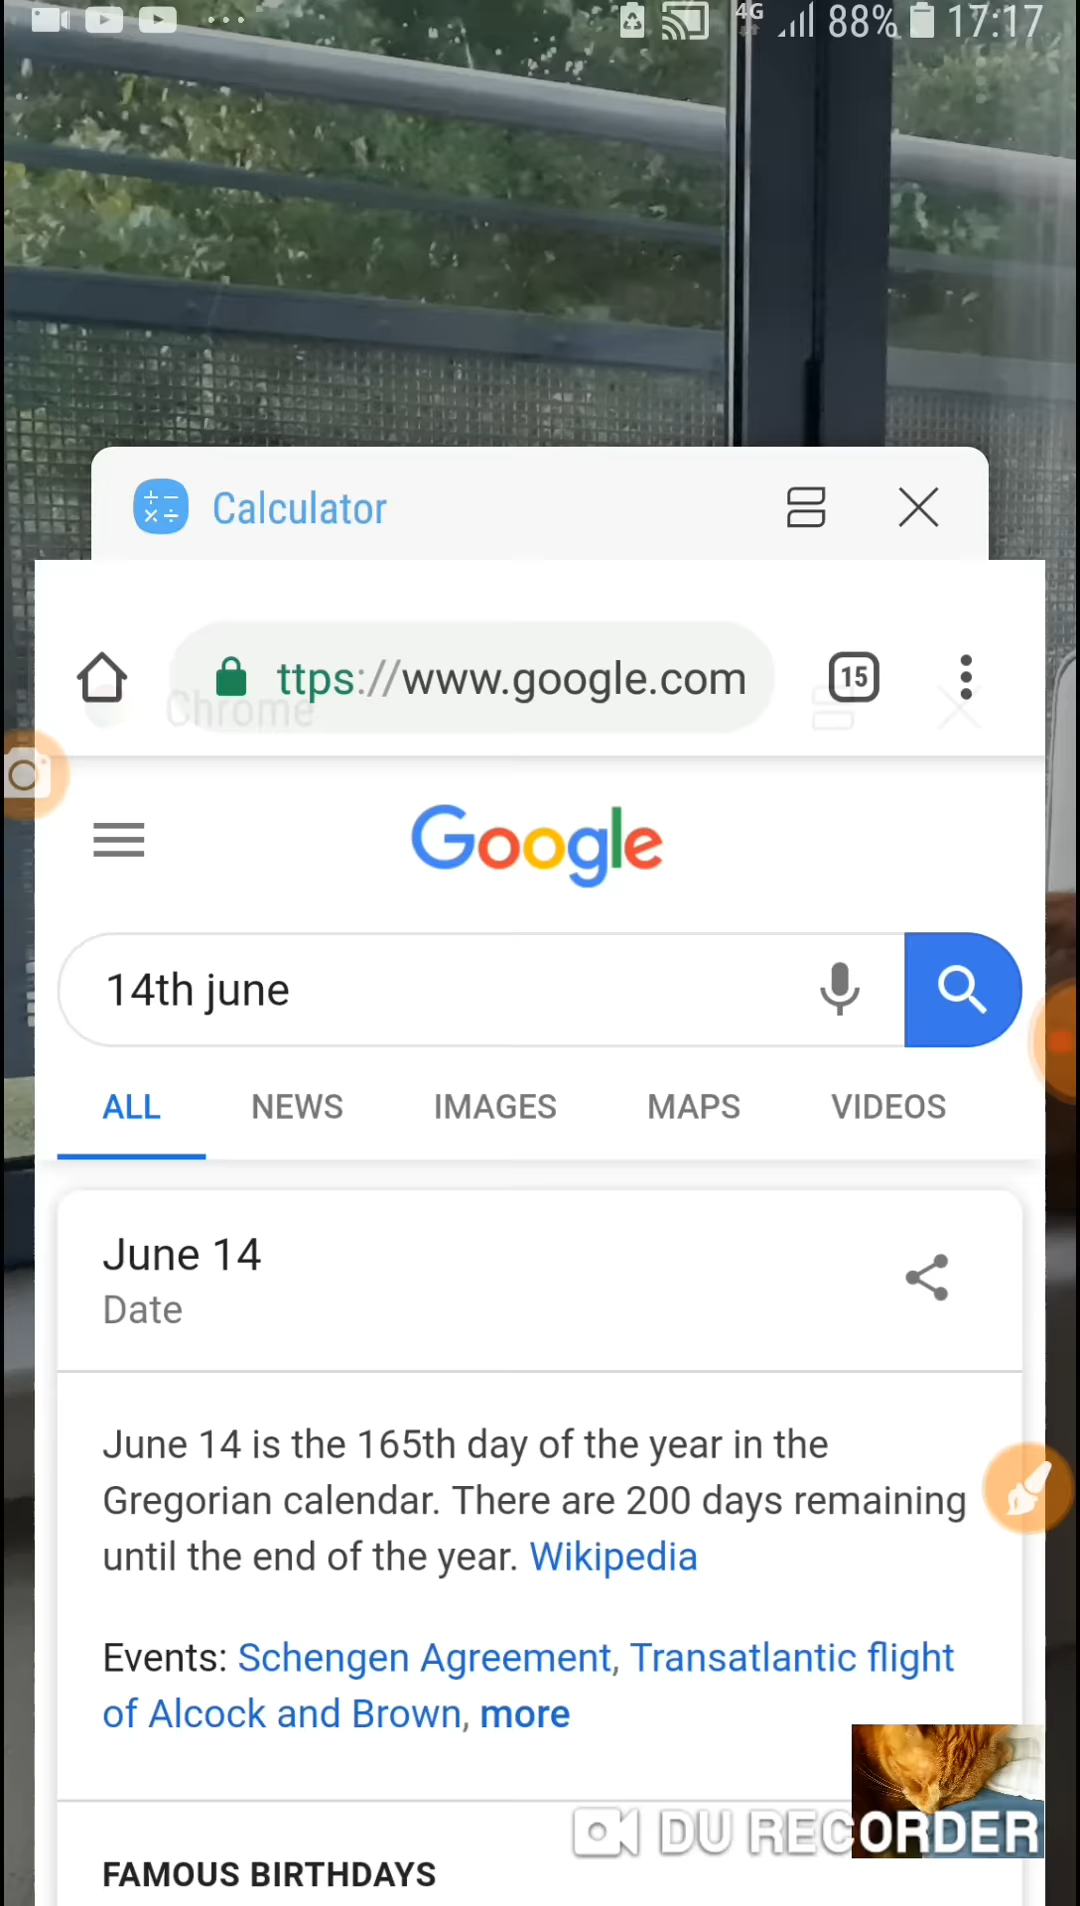 4G 88% 17:17
Calculator
ttps://www.google.com 15
Chrome
Google
14th june
ALL NEWS IMAGES MAPS VIDEOS
June 14
Date
June 14 is the 165th day of the year in the
Gregorian calendar. There are 200 days remaining
until the end of the year. Wikipedia
Events: Schengen Agreement, Transatlantic flight
of Alcock and Brown, more
DU RECORDER
FAMOUS BIRTHDAYS